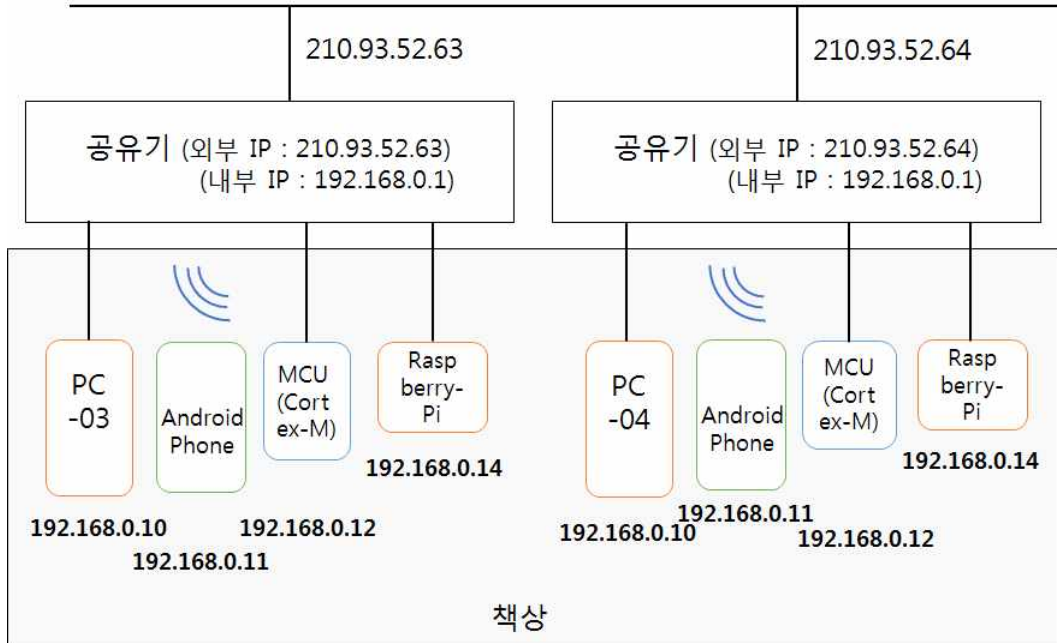 210.93.52.63
210.93.52.64
공유기 (외부 IP : 210.93.52.63)
(내부 IP : 192.168.0.1)
공유기 (외부 IP : 210.93.52.64)
(내부 IP : 192.168.0.1)
PC
-03
Android
Phone
MCU
(Cort
ex-M)
Rasp
berry-
Pi
192.168.0.14
192.168.0.10
192.168.0.12
192.168.0.11
PC
-04
Android
Phone
MCU
(Cort
ex-M)
Rasp
berry-
Pi
192.168.0.14
192.168.0.11
192.168.0.10
192.168.0.12
책상